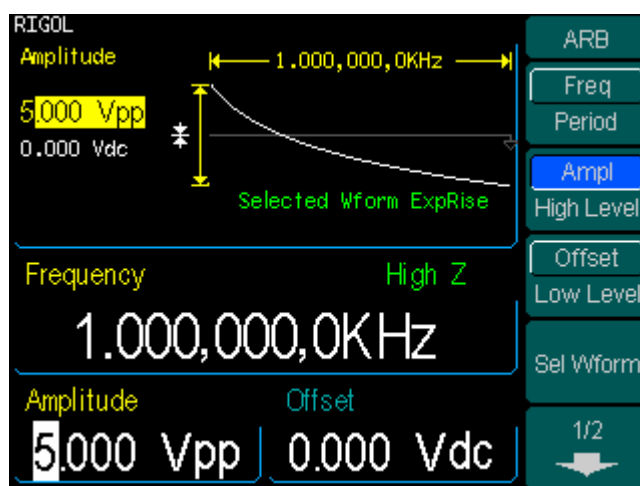 RIGOL
Amplitude
1.000,000,0KHz
5.000 Vpp
0.000 Vdc
Selected Wform ExpRise
Frequency
High Z
1.000,000,0KHz
Amplitude
Offset
5.000 Vpp
0.000 Vdc
ARB
Freq
Period
Ampl
High Level
Offset
Low Level
Sel Wform
1/2